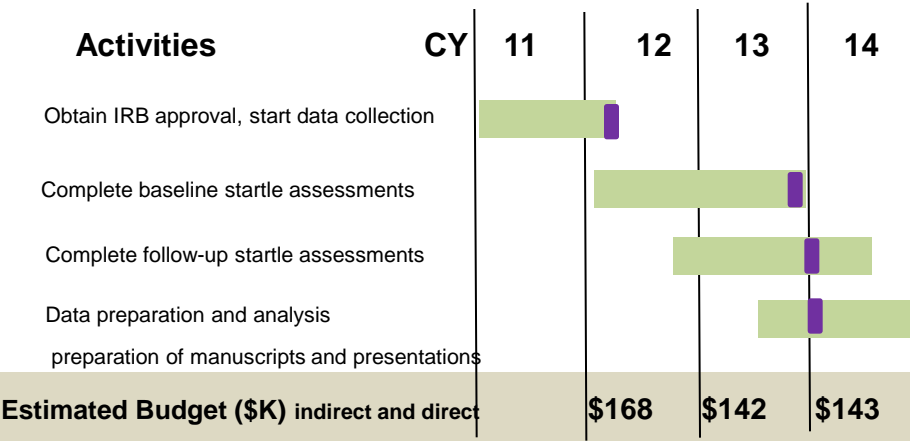 Activities CY 11 12 13 14
Obtain IRB approval, start data collection
Complete baseline startle assessments
Complete follow-up startle assessments
Data preparation and analysis
preparation of manuscripts and presentations
Estimated Budget ($K) indirect and direct $168 $142 $143